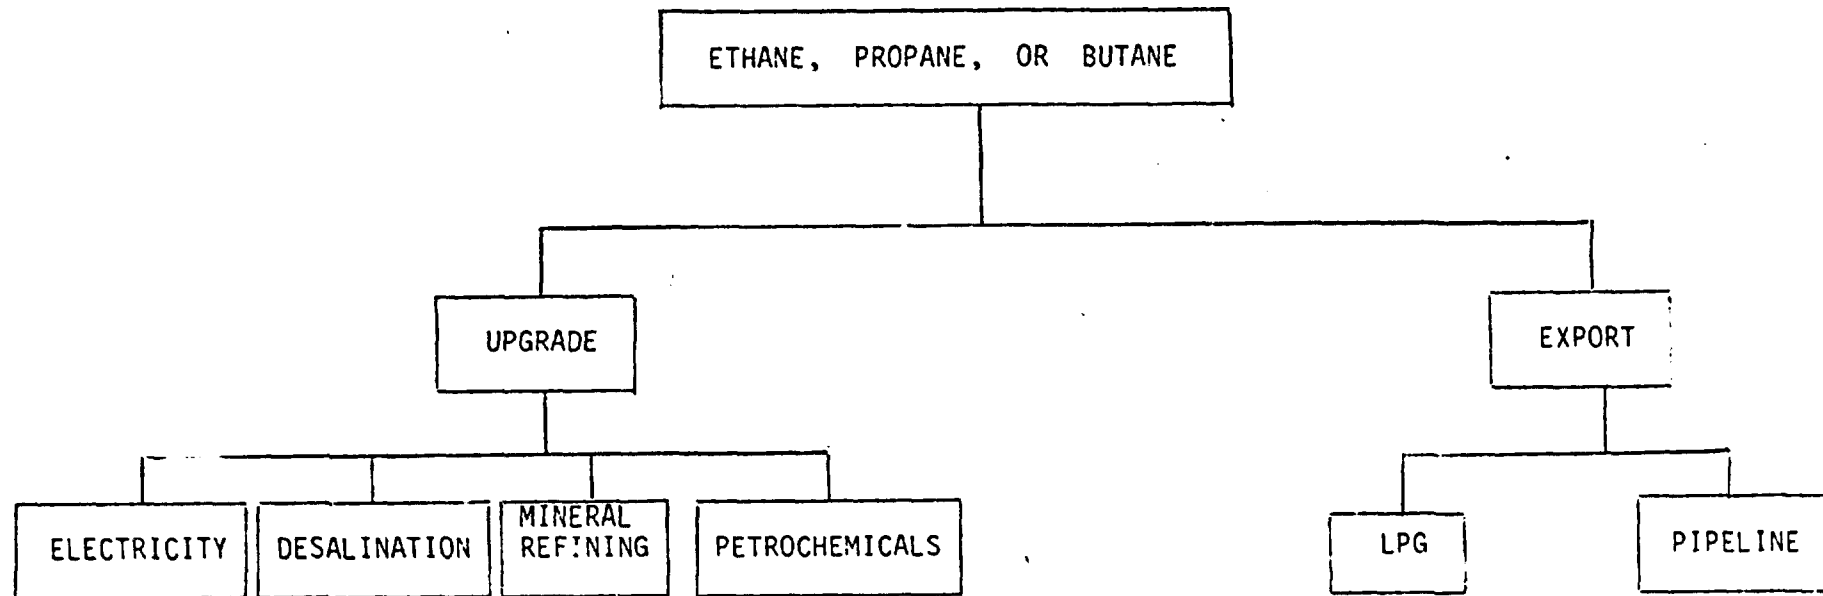 ETHANE, PROPANE, OR BUTANE
UPGRADE
EXPORT
ELECTRICITY
DESALINATION
MINERAL
REFINING
PETROCHEMICALS
LPG
PIPELINE